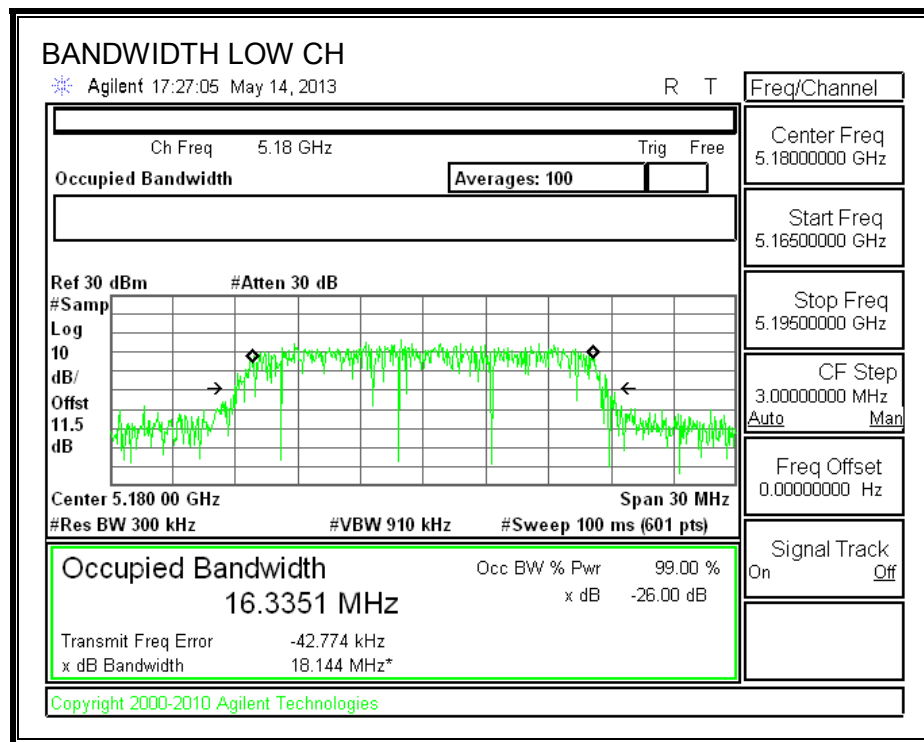 BANDWIDTH LOW CH
Agilent 17:27:05 May 14, 2013 R T
Freq/Channel
Ch Freq 5.18 GHz Trig Free
Occupied Bandwidth Averages: 100
Center Freq
5.18000000 GHz
Start Freq
5.16500000 GHz
Stop Freq
5.19500000 GHz
CF Step
3.00000000 MHz
Auto Man
Freq Offset
0.00000000 Hz
Signal Track
On Off
Ref 30 dBm #Atten 30 dB
#Samp
Log
10
dB/
Offst
11.5
dB
Center 5.180 00 GHz Span 30 MHz
#Res BW 300 kHz #VBW 910 kHz #Sweep 100 ms (601 pts)
Occupied Bandwidth Occ BW % Pwr 99.00 %
16.3351 MHz x dB -26.00 dB
Transmit Freq Error -42.774 kHz
x dB Bandwidth 18.144 MHz*
Copyright 2000-2010 Agilent Technologies